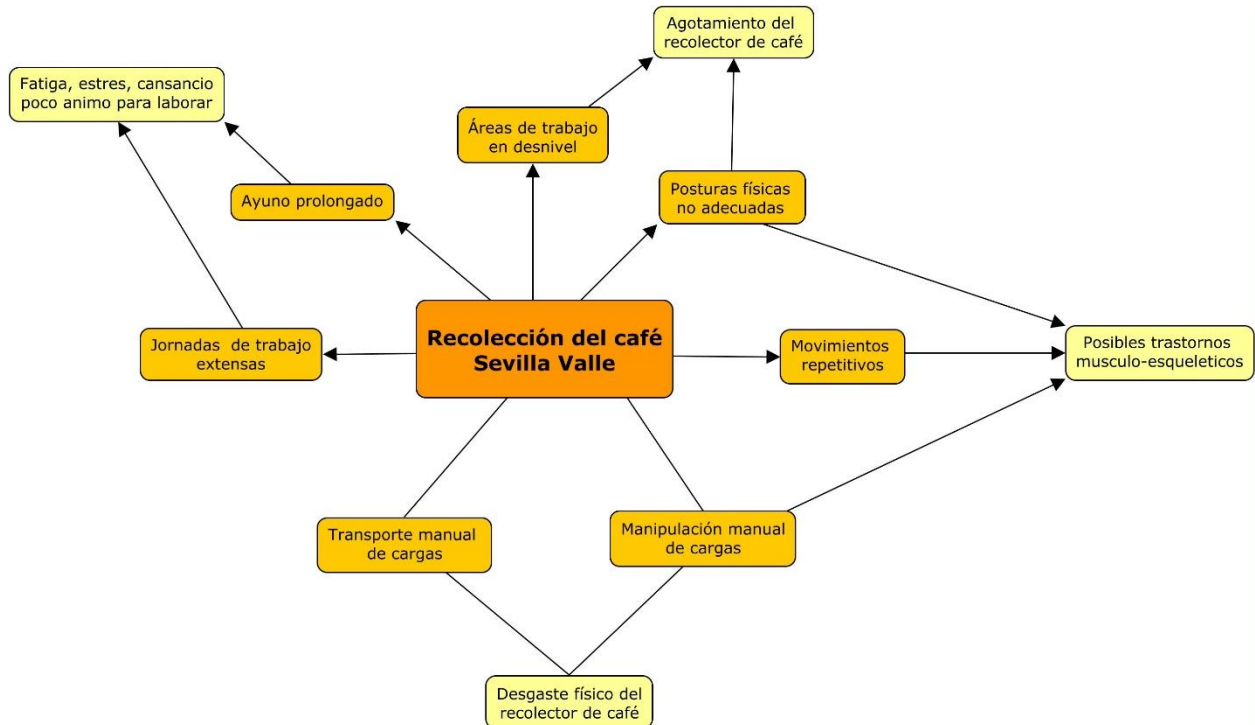 Agotamiento del
recolector de café
Fatiga, estres, cansancio
poco animo para laborar
Áreas de trabajo
en desnivel
Ayuno prolongado
Posturas físicas
no adecuadas
Recolección del café
Sevilla Valle
Jornadas de trabajo
extensas
Movimientos
repetitivos
Posibles trastornos
musculo-esqueleticos
Transporte manual
de cargas
Manipulación manual
de cargas
Desgaste físico del
recolector de café